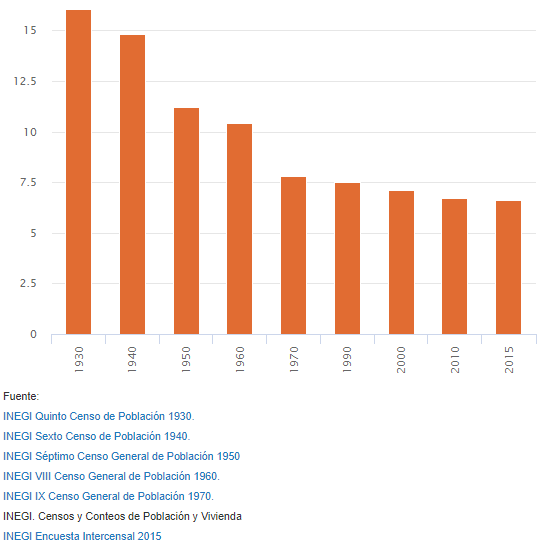 15
12.5
10
7.5
5
2.5
0
1930
1940
1950
1960
1970
1990
2000
2010
2015
Fuente:
INEGI Quinto Censo de Población 1930.
INEGI Sexto Censo de Población 1940.
INEGI Séptimo Censo General de Población 1950
INEGI VIII Censo General de Población 1960.
INEGI IX Censo General de Población 1970.
INEGI. Censos y Conteos de Población y Vivienda
INEGI Encuesta Intercensal 2015